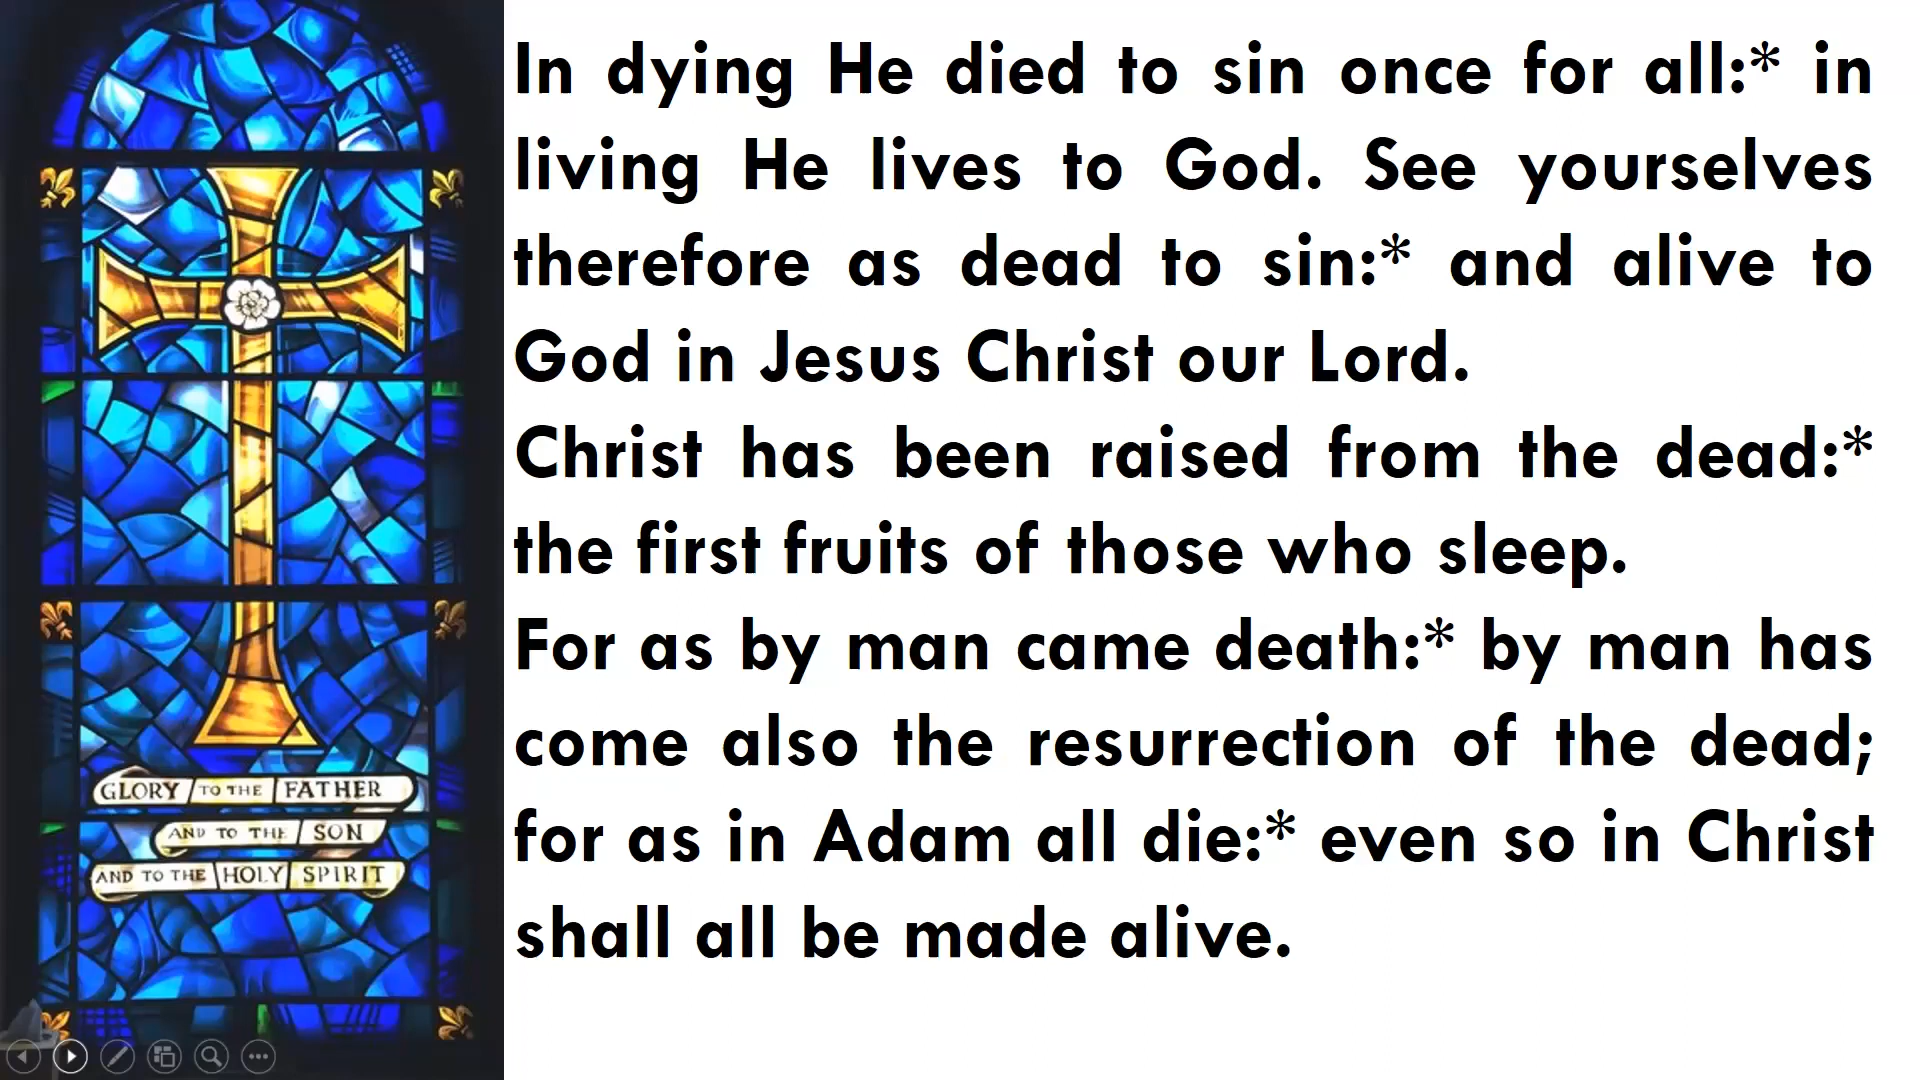 GLORY TO THE FATHER
AND TO THE SON
AND TO THE HOLY SPIRIT
In dying He died to sin once for all:* in
living He lives to God. See yourselves
therefore as dead to sin:* and alive to
God in Jesus Christ our Lord.
Christ has been raised from the dead:*
the first fruits of those who sleep.
For as by man came death:* by man has
come also the resurrection of the dead;
for as in Adam all die:* even so in Christ
shall all be made alive.